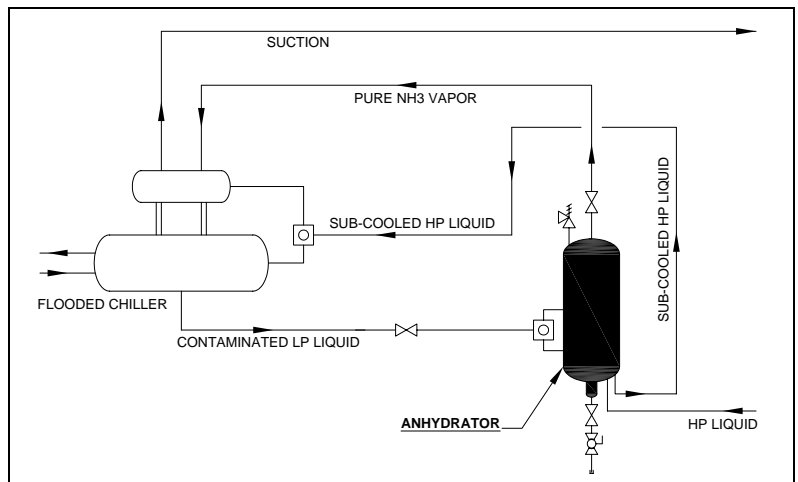 SUCTION
PURE NH3 VAPOR
SUB-COOLED HP LIQUID
SUB-COOLED HP LIQUID
FLOODED CHILLER
CONTAMINATED LP LIQUID
ANHYDRATOR
HP LIQUID